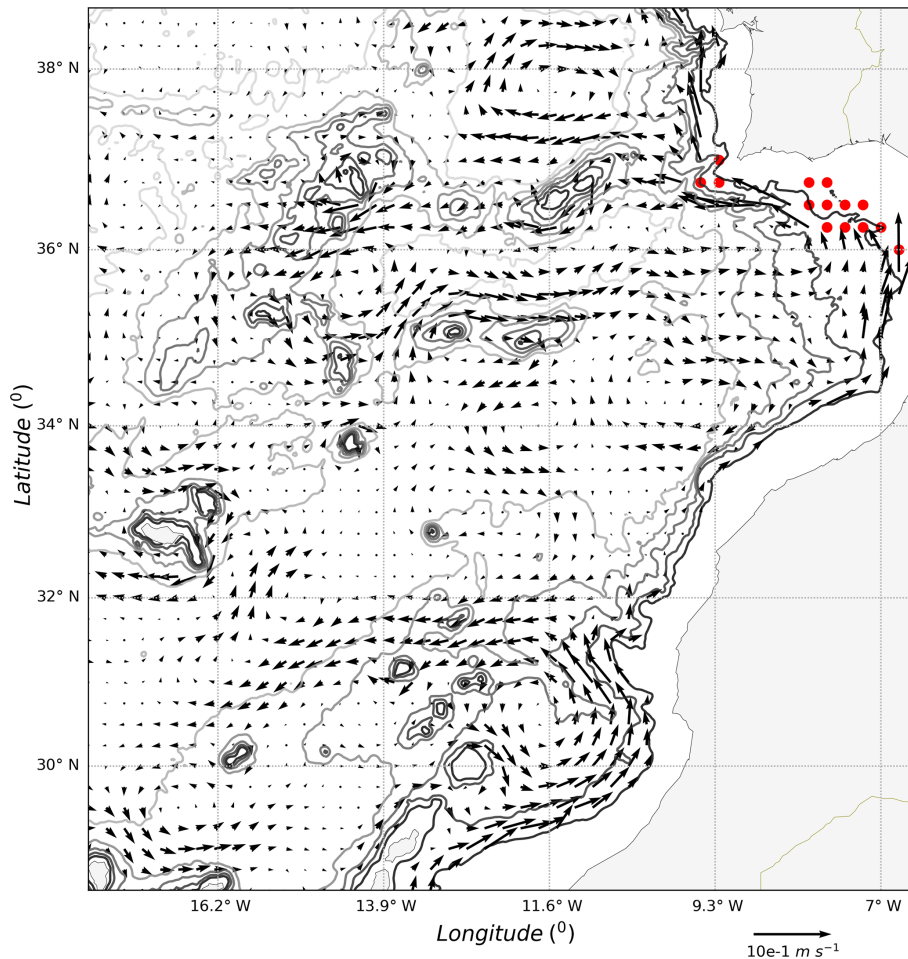 38° N
36° N
34° N
32° N
30° N
Latitude (⁰)
16.2° W 13.9° W 11.6° W 9.3° W 7° W
Longitude (⁰)
10e-1 m s⁻¹